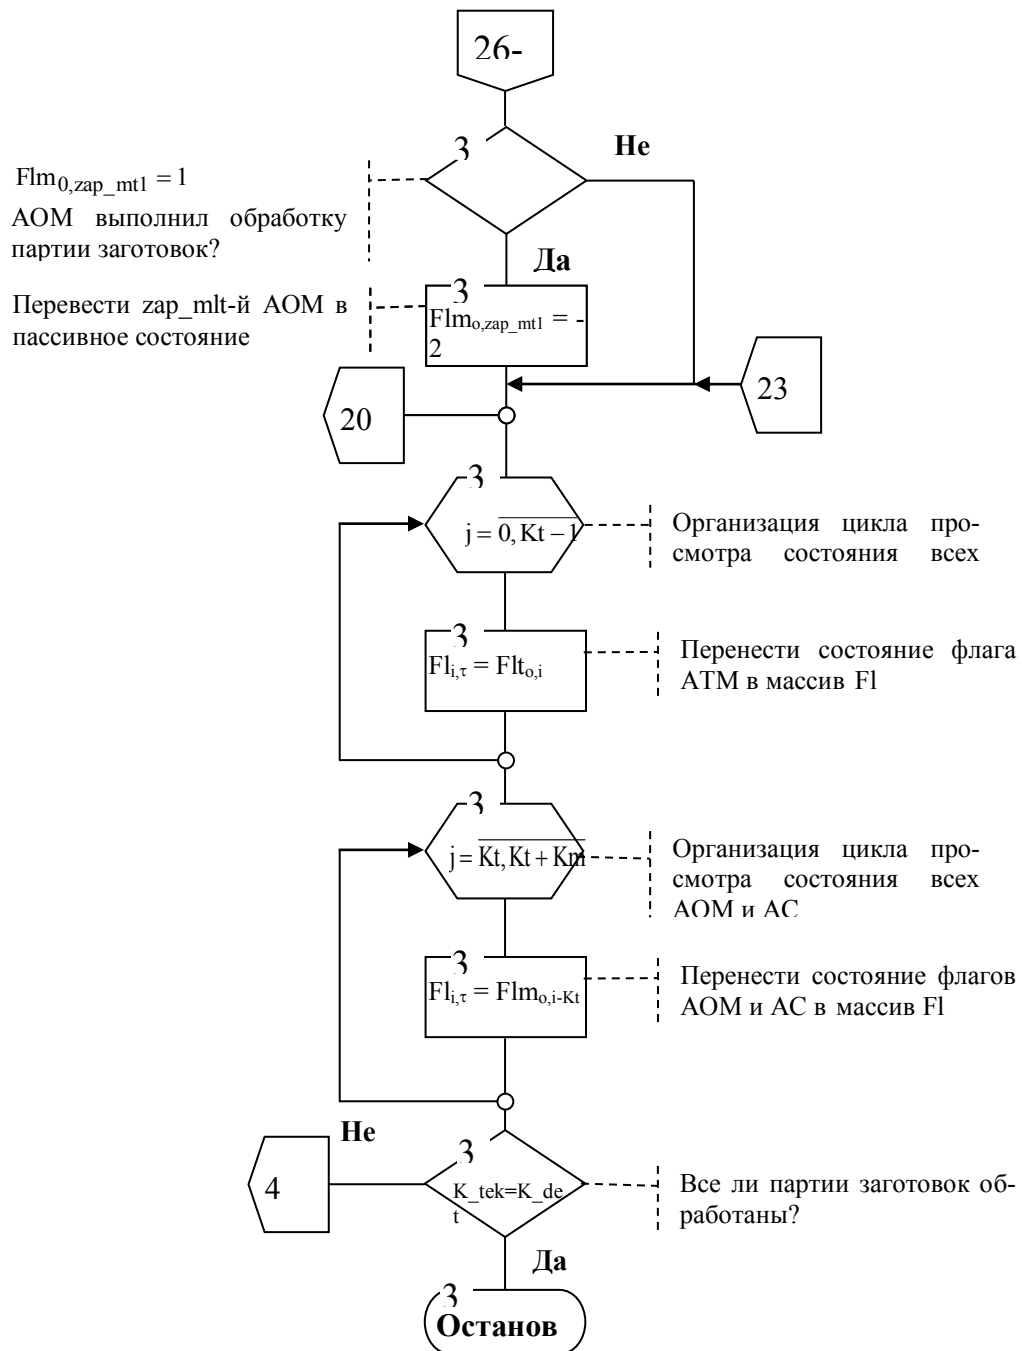 26-
3
Не
Flm0,zap_mt1 = 1
АОМ выполнил обработку
партии заготовок?
Да
Перевести zap_mlt-й АОМ в
пассивное состояние
3
Flmo,zap_mt1 = -
2
23
20
3
j = 0, Kt − 1
Организация цикла про-
смотра состояния всех
3
Fli,τ = Flto,i
Перенести состояние флага
АТМ в массив Fl
3
j = Kt, Kt + Km
Организация цикла про-
смотра состояния всех
АОМ и АС
3
Fli,τ = Flmo,i-Kt
Перенести состояние флагов
АОМ и АС в массив Fl
Не
4
3
K_tek=K_de
t
Все ли партии заготовок об-
работаны?
Да
3
Останов